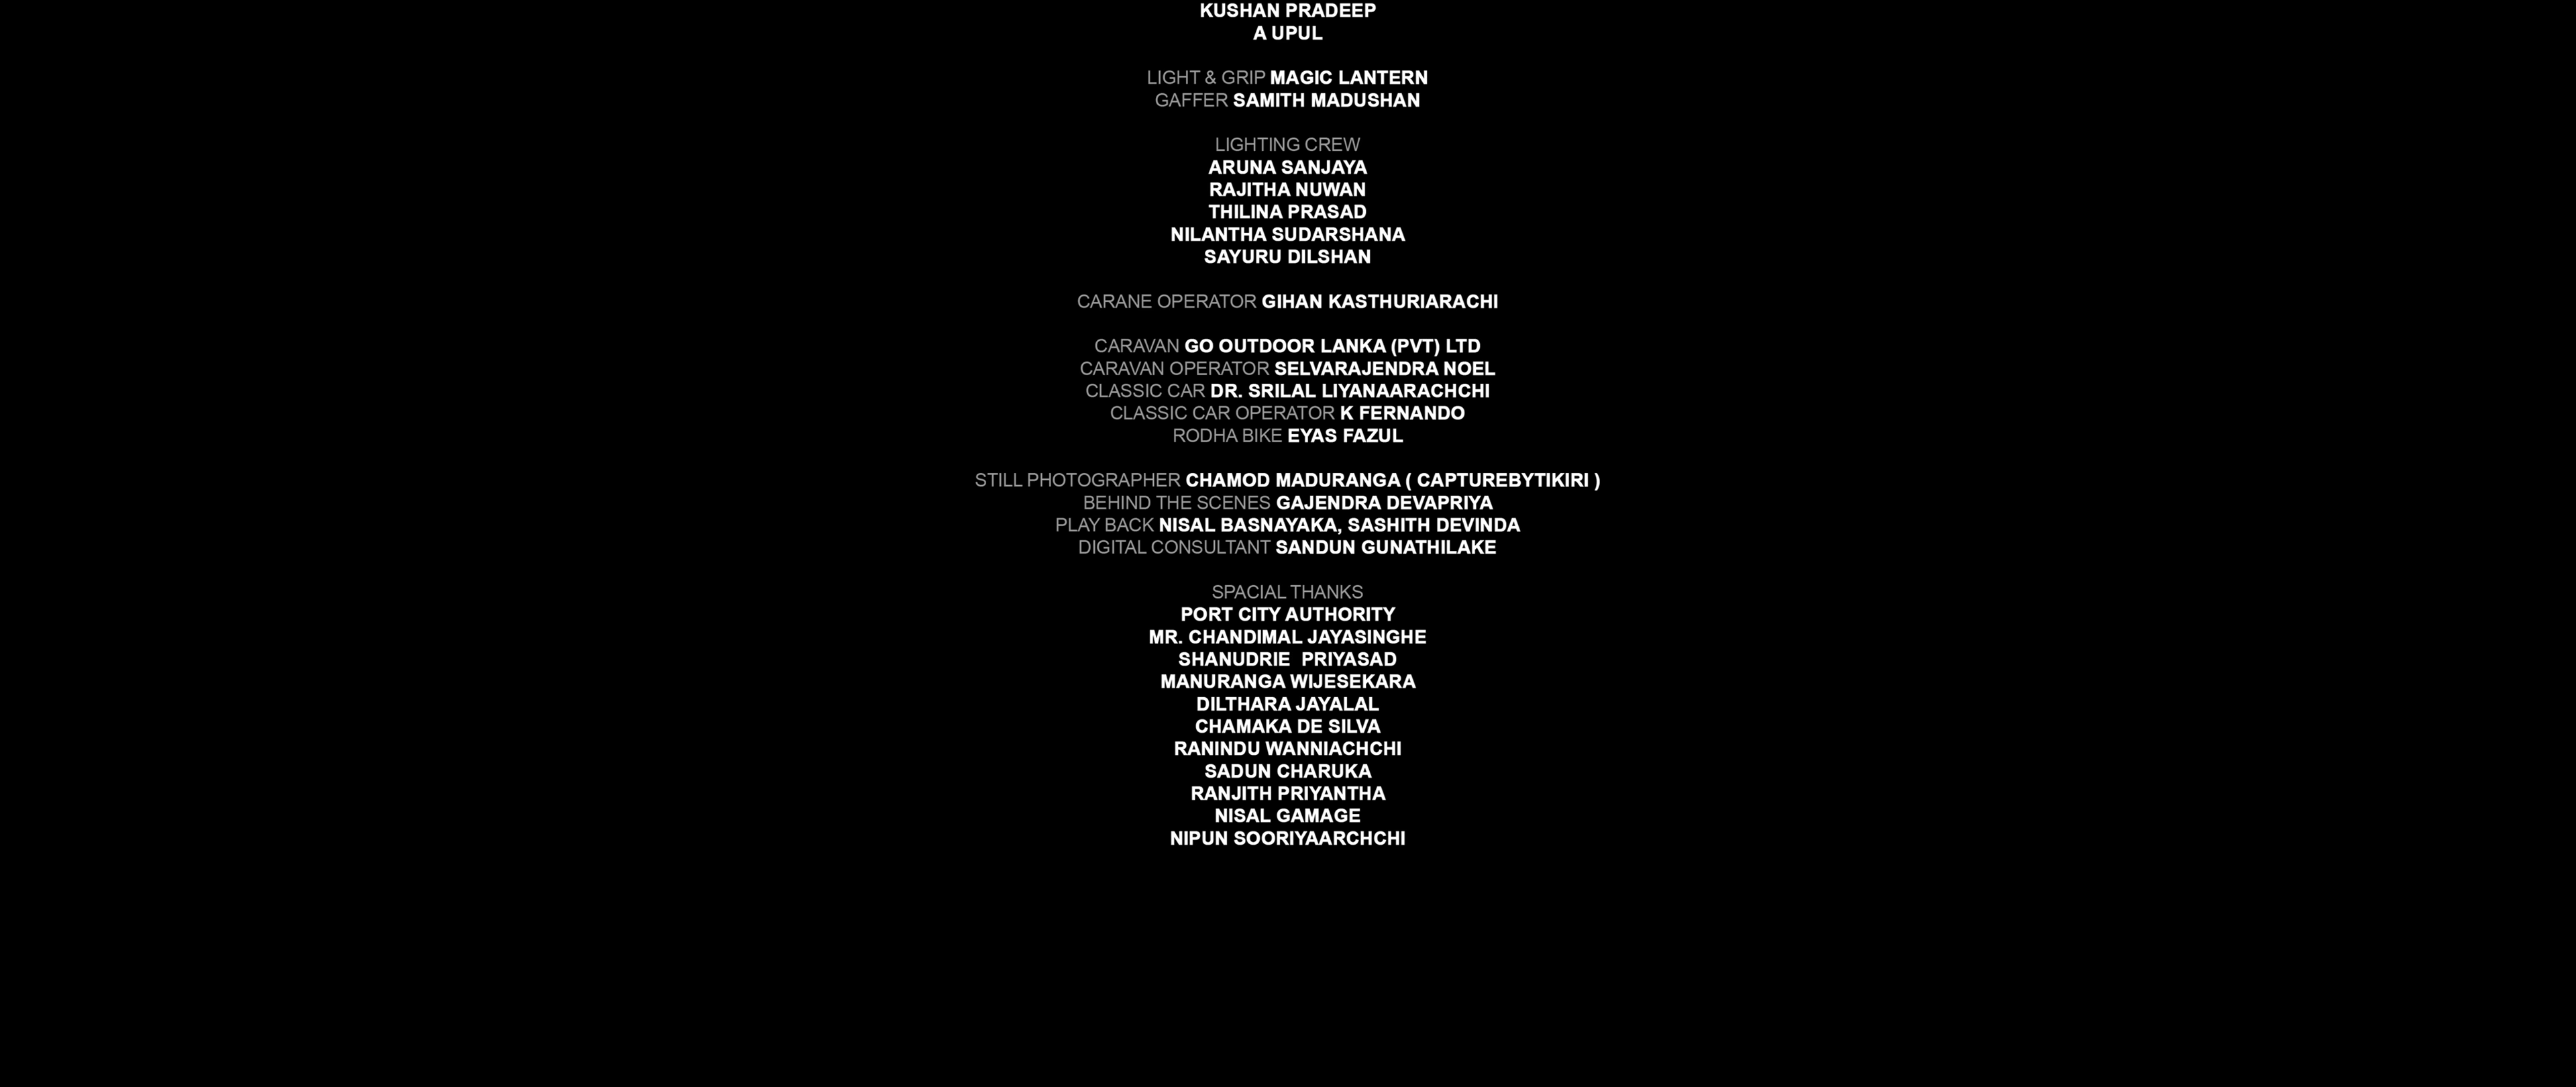 KUSHAN PRADEEP
A UPUL
LIGHT & GRIP MAGIC LANTERN
GAFFER SAMITH MADUSHAN
LIGHTING CREW
ARUNA SANJAYA
RAJITHA NUWAN
THILINA PRASAD
NILANTHA SUDARSHANA
SAYURU DILSHAN
CARANE OPERATOR GIHAN KASTHURIARACHI
CARAVAN GO OUTDOOR LANKA (PVT) LTD
CARAVAN OPERATOR SELVARAJENDRA NOEL
CLASSIC CAR DR. SRILAL LIYANAARACHCHI
CLASSIC CAR OPERATOR K FERNANDO
RODHA BIKE EYAS FAZUL
STILL PHOTOGRAPHER CHAMOD MADURANGA ( CAPTUREBYTIKIRI )
BEHIND THE SCENES GAJENDRA DEVAPRIYA
PLAY BACK NISAL BASNAYAKA, SASHITH DEVINDA
DIGITAL CONSULTANT SANDUN GUNATHILAKE
SPACIAL THANKS
PORT CITY AUTHORITY
MR. CHANDIMAL JAYASINGHE
SHANUDRIE  PRIYASAD
MANURANGA WIJESEKARA
DILTHARA JAYALAL
CHAMAKA DE SILVA
RANINDU WANNIACHCHI
SADUN CHARUKA
RANJITH PRIYANTHA
NISAL GAMAGE
NIPUN SOORIYAARCHCHI